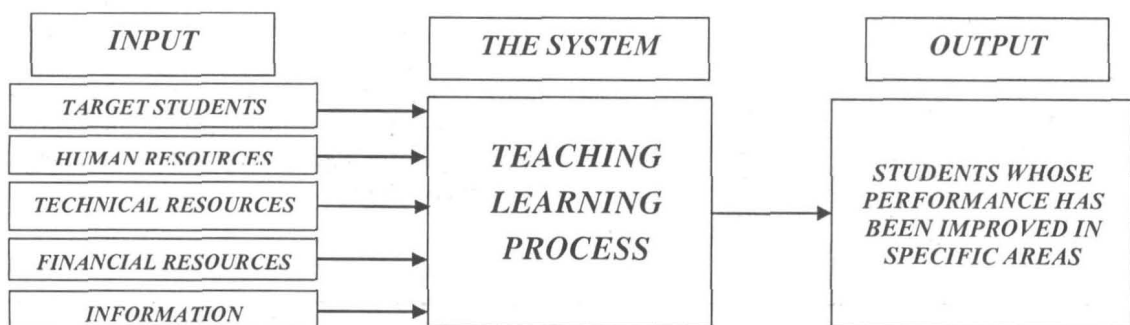 INPUT
THE SYSTEM
OUTPUT
TARGET STUDENTS
HUMAN RESOURCES
TECHNICAL RESOURCES
FINANCIAL RESOURCES
INFORMATION
TEACHING
LEARNING
PROCESS
STUDENTS WHOSE
PERFORMANCE HAS
BEEN IMPROVED IN
SPECIFIC AREAS